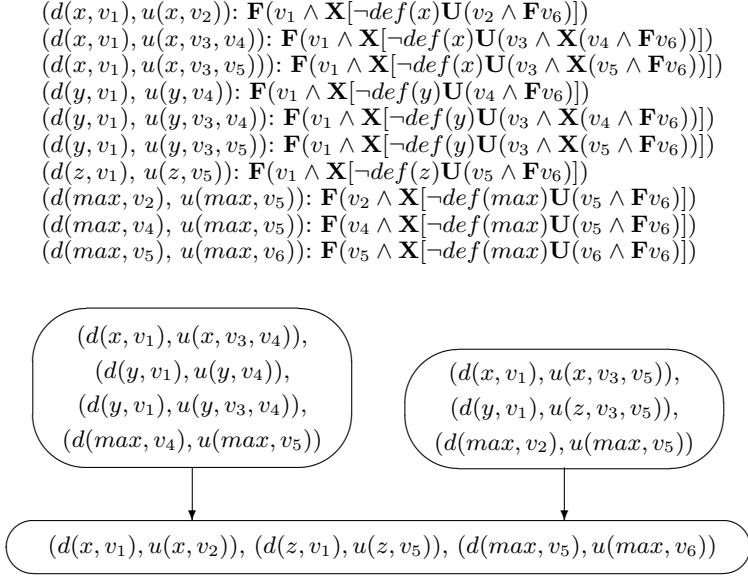 (d(x, v₁), u(x, v₂)): F(v₁ ∧ X[¬def(x)U(v₂ ∧ Fv₆)])
(d(x, v₁), u(x, v₃, v₄)): F(v₁ ∧ X[¬def(x)U(v₃ ∧ X(v₄ ∧ Fv₆))])
(d(x, v₁), u(x, v₃, v₅))): F(v₁ ∧ X[¬def(x)U(v₃ ∧ X(v₅ ∧ Fv₆))])
(d(y, v₁), u(y, v₄)): F(v₁ ∧ X[¬def(y)U(v₄ ∧ Fv₆)])
(d(y, v₁), u(y, v₃, v₄)): F(v₁ ∧ X[¬def(y)U(v₃ ∧ X(v₄ ∧ Fv₆))])
(d(y, v₁), u(y, v₃, v₅)): F(v₁ ∧ X[¬def(y)U(v₃ ∧ X(v₅ ∧ Fv₆))])
(d(z, v₁), u(z, v₅)): F(v₁ ∧ X[¬def(z)U(v₅ ∧ Fv₆)])
(d(max, v₂), u(max, v₅)): F(v₂ ∧ X[¬def(max)U(v₅ ∧ Fv₆)])
(d(max, v₄), u(max, v₅)): F(v₄ ∧ X[¬def(max)U(v₅ ∧ Fv₆)])
(d(max, v₅), u(max, v₆)): F(v₅ ∧ X[¬def(max)U(v₆ ∧ Fv₆)])
(d(x, v₁), u(x, v₃, v₄)),
(d(y, v₁), u(y, v₄)),
(d(y, v₁), u(y, v₃, v₄)),
(d(max, v₄), u(max, v₅))
(d(x, v₁), u(x, v₃, v₅)),
(d(y, v₁), u(z, v₃, v₅)),
(d(max, v₂), u(max, v₅))
(d(x, v₁), u(x, v₂)), (d(z, v₁), u(z, v₅)), (d(max, v₅), u(max, v₆))